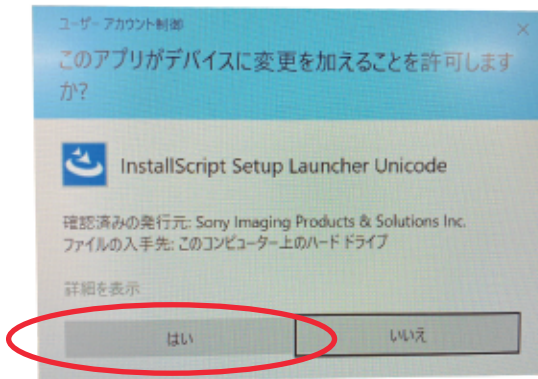 ユーザー アカウント制御
このアプリがデバイスに変更を加えることを許可します
か?
InstallScript Setup Launcher Unicode
確認済みの発行元: Sony Imaging Products & Solutions Inc.
ファイルの入手先: このコンピューター上のハード ドライブ
詳細を表示
はい
いいえ